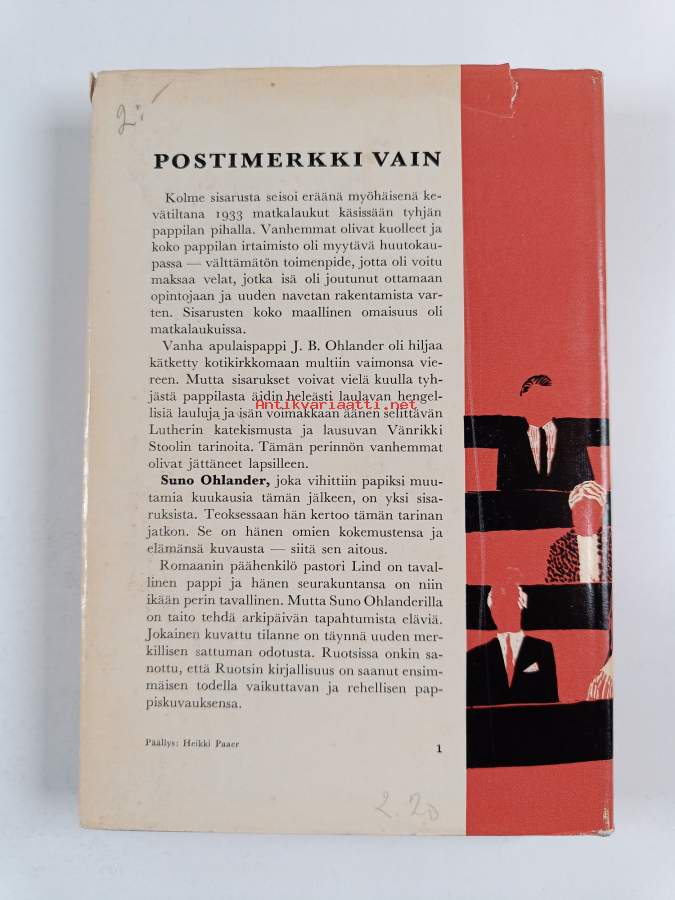 2:
POSTIMERKKI VAIN
Kolme sisarusta seisoi eräänä myöhäisenä ke-
vätiltana 1933 matkalaukut käsissään tyhjän
pappilan pihalla. Vanhemmat olivat kuolleet ja
koko pappilan irtaimisto oli myytävä huutokau-
passa — välttämätön toimenpide, jotta oli voitu
maksaa velat, jotka isä oli joutunut ottamaan
opintojaan ja uuden navetan rakentamista var-
ten. Sisarusten koko maallinen omaisuus oli
matkalaukuissa.
Vanha apulaispappi J. B. Ohlander oli hiljaa
kätketty kotikirkkomaan multiin vaimonsa vie-
reen. Mutta sisarukset voivat vielä kuulla tyh-
jästä pappilasta äidin heleästi laulavan hengel-
lisiä lauluja ja isän voimakkaan äänen selittävän
Antikvariaatti.net
Lutherin katekismusta ja lausuvan Vänrikki
Stoolin tarinoita. Tämän perinnön vanhemmat
olivat jättäneet lapsilleen.
Suno Ohlander, joka vihittiin papiksi muu-
tamia kuukausia tämän jälkeen, on yksi sisa-
ruksista. Teoksessaan hän kertoo tämän tarinan
jatkon. Se on hänen omien kokemustensa ja
elämänsä kuvausta — siitä sen aitous.
Romaanin päähenkilö pastori Lind on taval-
linen pappi ja hänen seurakuntansa on niin
ikään perin tavallinen. Mutta Suno Ohlanderilla
on taito tehdä arkipäivän tapahtumista eläviä.
Jokainen kuvattu tilanne on täynnä uuden mer-
killisen sattuman odotusta. Ruotsissa onkin sa-
nottu, että Ruotsin kirjallisuus on saanut ensim-
mäisen todella vaikuttavan ja rehellisen pap-
piskuvauksensa.
Päällys: Heikki Paaer
1
2.20